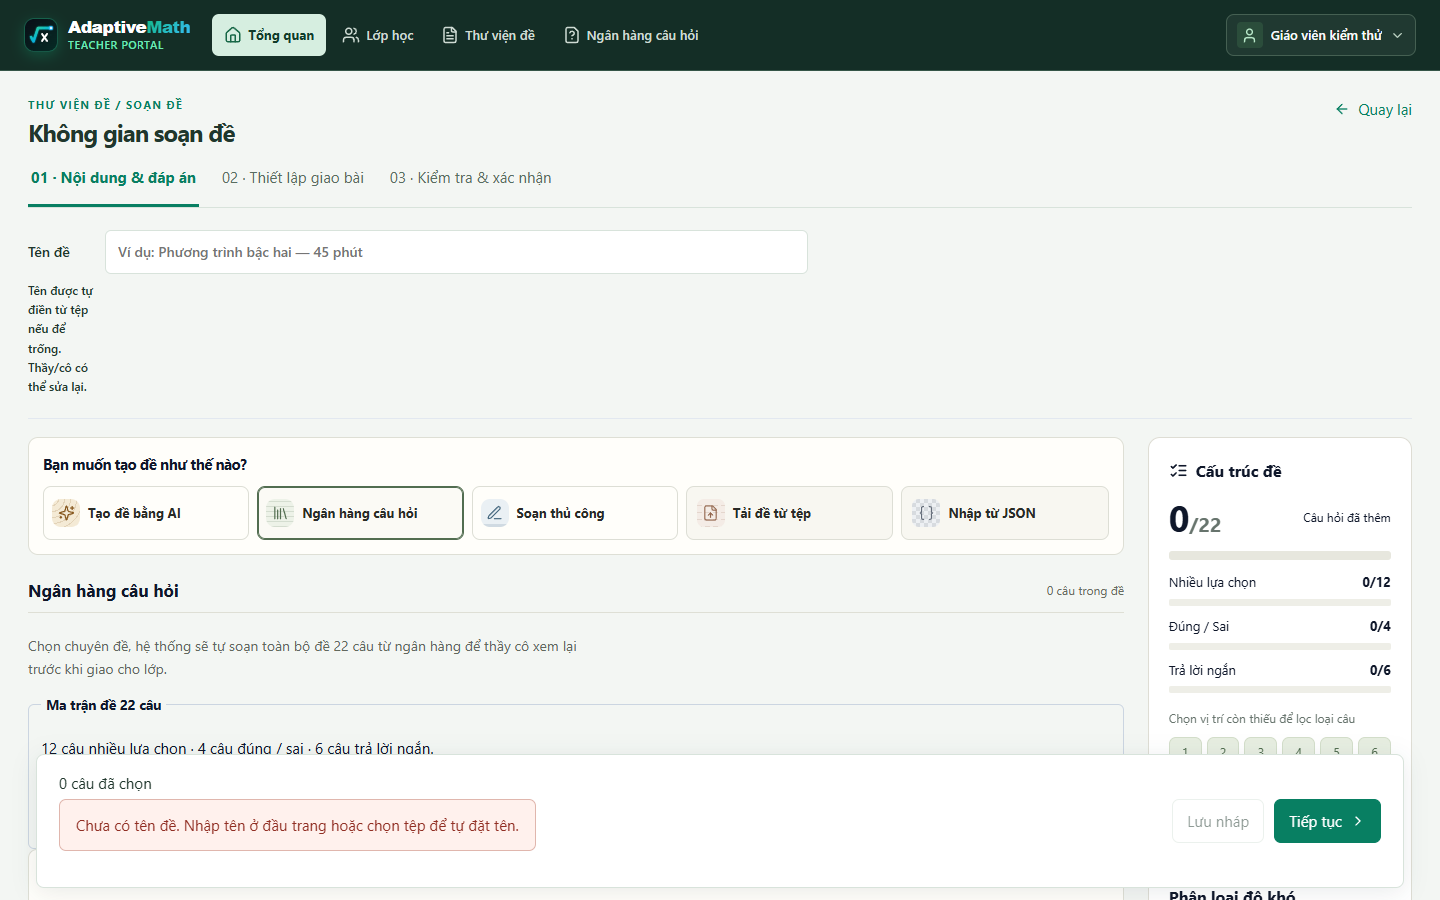 AdaptiveMath
TEACHER PORTAL
Tổng quan
Lớp học
Thư viện đề
Ngân hàng câu hỏi
Giáo viên kiểm thử
THƯ VIỆN ĐỀ / SOẠN ĐỀ
Không gian soạn đề
Quay lại
01 · Nội dung & đáp án
02 · Thiết lập giao bài
03 · Kiểm tra & xác nhận
Tên đề
Ví dụ: Phương trình bậc hai — 45 phút
Tên được tự
điền từ tệp
nếu để
trống.
Thầy/cô có
thể sửa lại.
Bạn muốn tạo đề như thế nào?
Tạo đề bằng AI
Ngân hàng câu hỏi
Soạn thủ công
Tải đề từ tệp
Nhập từ JSON
Ngân hàng câu hỏi
0 câu trong đề
Chọn chuyên đề, hệ thống sẽ tự soạn toàn bộ đề 22 câu từ ngân hàng để thầy cô xem lại
trước khi giao cho lớp.
Ma trận đề 22 câu
12 câu nhiều lựa chọn · 4 câu đúng / sai · 6 câu trả lời ngắn.
Cấu trúc đề
0/22
Câu hỏi đã thêm
Nhiều lựa chọn
0/12
Đúng / Sai
0/4
Trả lời ngắn
0/6
Chọn vị trí còn thiếu để lọc loại câu
1 2 3 4 5 6
0 câu đã chọn
Chưa có tên đề. Nhập tên ở đầu trang hoặc chọn tệp để tự đặt tên.
Lưu nháp
Tiếp tục
Phân loại độ khó